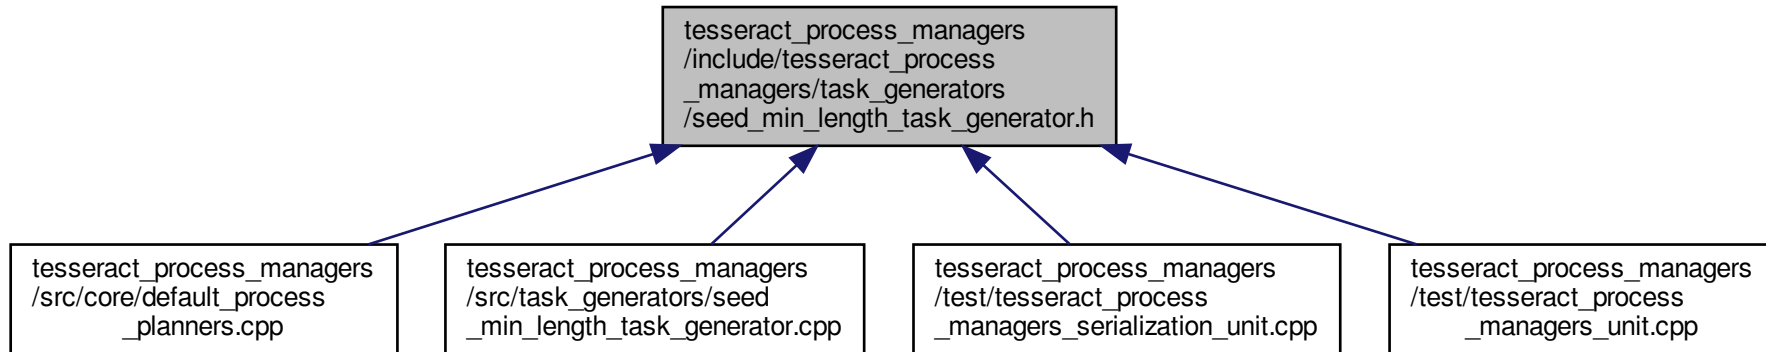 tesseract_process_managers
/include/tesseract_process
_managers/task_generators
/seed_min_length_task_generator.h
tesseract_process_managers
/src/core/default_process
_planners.cpp
tesseract_process_managers
/src/task_generators/seed
_min_length_task_generator.cpp
tesseract_process_managers
/test/tesseract_process
_managers_serialization_unit.cpp
tesseract_process_managers
/test/tesseract_process
_managers_unit.cpp